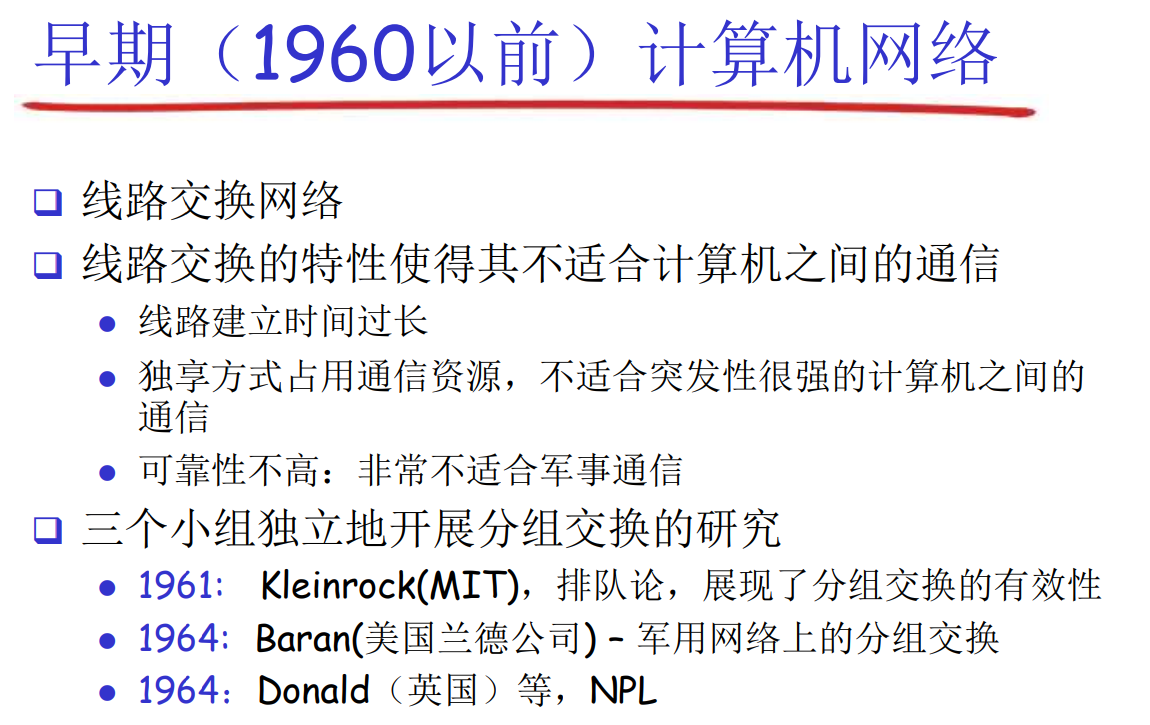 早期（1960以前）计算机网络
线路交换网络
线路交换的特性使得其不适合计算机之间的通信
线路建立时间过长
独享方式占用通信资源，不适合突发性很强的计算机之间的
通信
可靠性不高：非常不适合军事通信
三个小组独立地开展分组交换的研究
1961: Kleinrock(MIT)，排队论，展现了分组交换的有效性
1964: Baran(美国兰德公司) – 军用网络上的分组交换
1964：Donald（英国）等，NPL